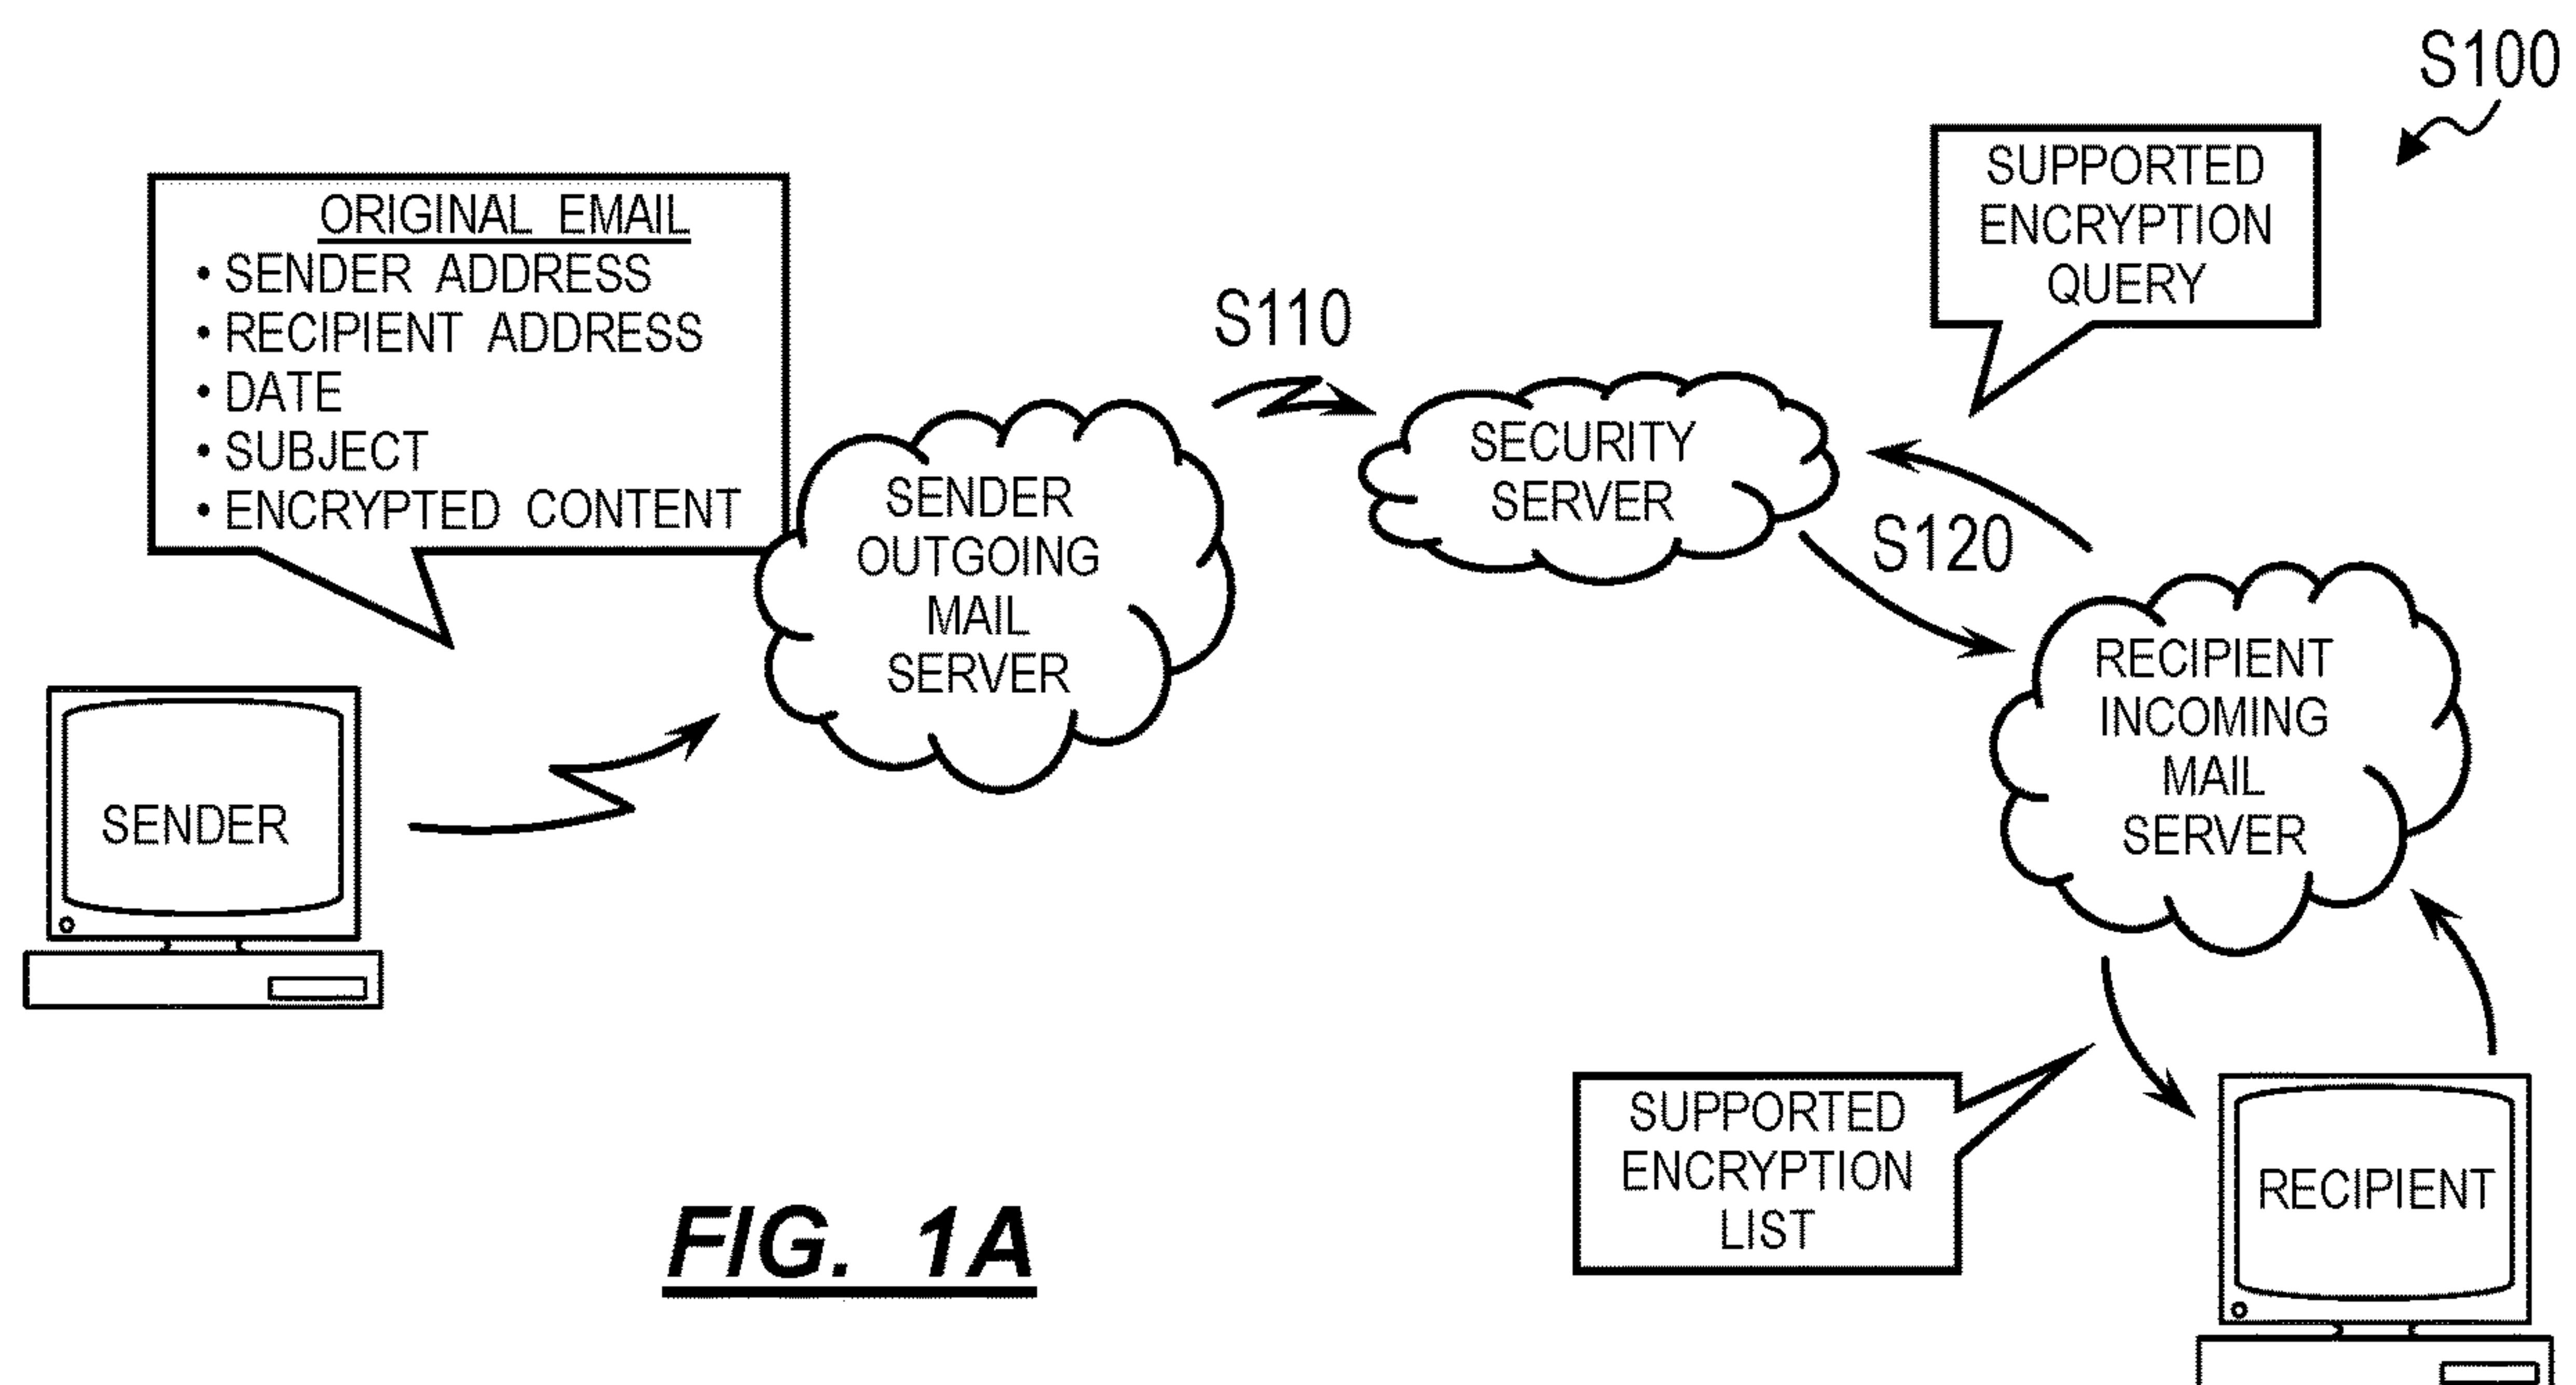 S100
SUPPORTED
ENCRYPTION
QUERY
ORIGINAL EMAIL
• SENDER ADDRESS
• RECIPIENT ADDRESS
• DATE
• SUBJECT
• ENCRYPTED CONTENT
S110
SECURITY
SERVER
SENDER
OUTGOING
MAIL
SERVER
S120
RECIPIENT
INCOMING
MAIL
SERVER
SENDER
SUPPORTED
ENCRYPTION
LIST
RECIPIENT
FIG. 1A